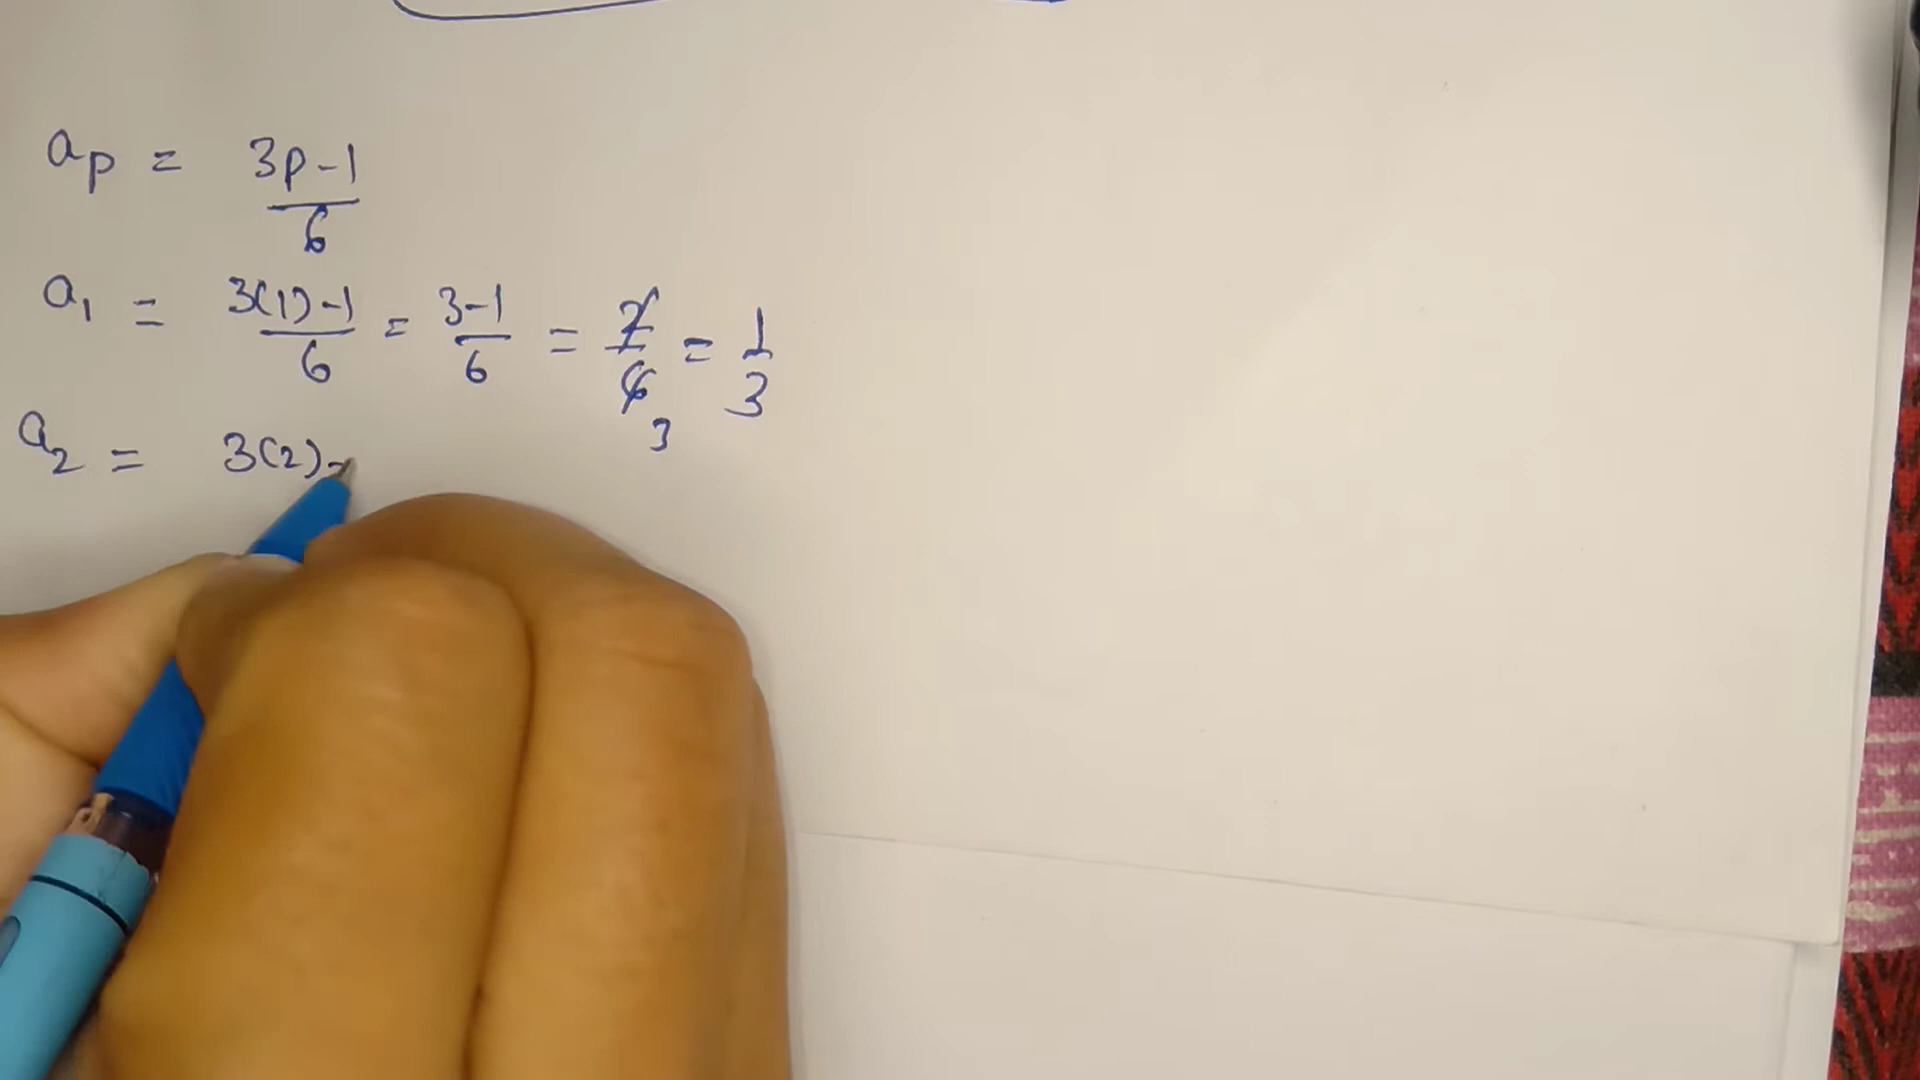 ap = 3p-1/6
a1 = 3(1)-1/6 = 3-1/6 = 2/6 3 = 1/3
a2 = 3(2)-